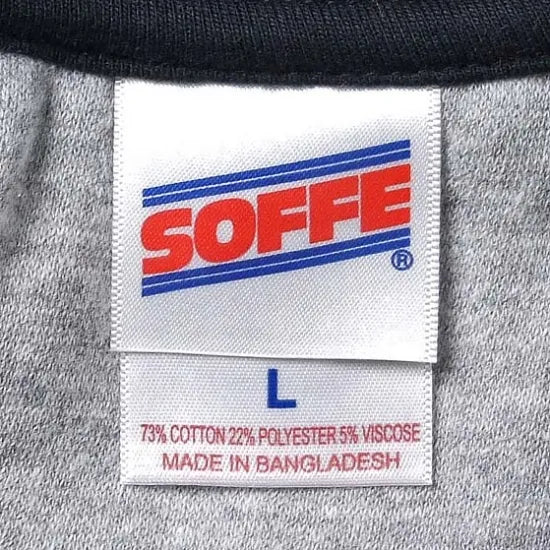 SOFFE
®
L
73% COTTON 22% POLYESTER 5% VISCOSE
MADE IN BANGLADESH